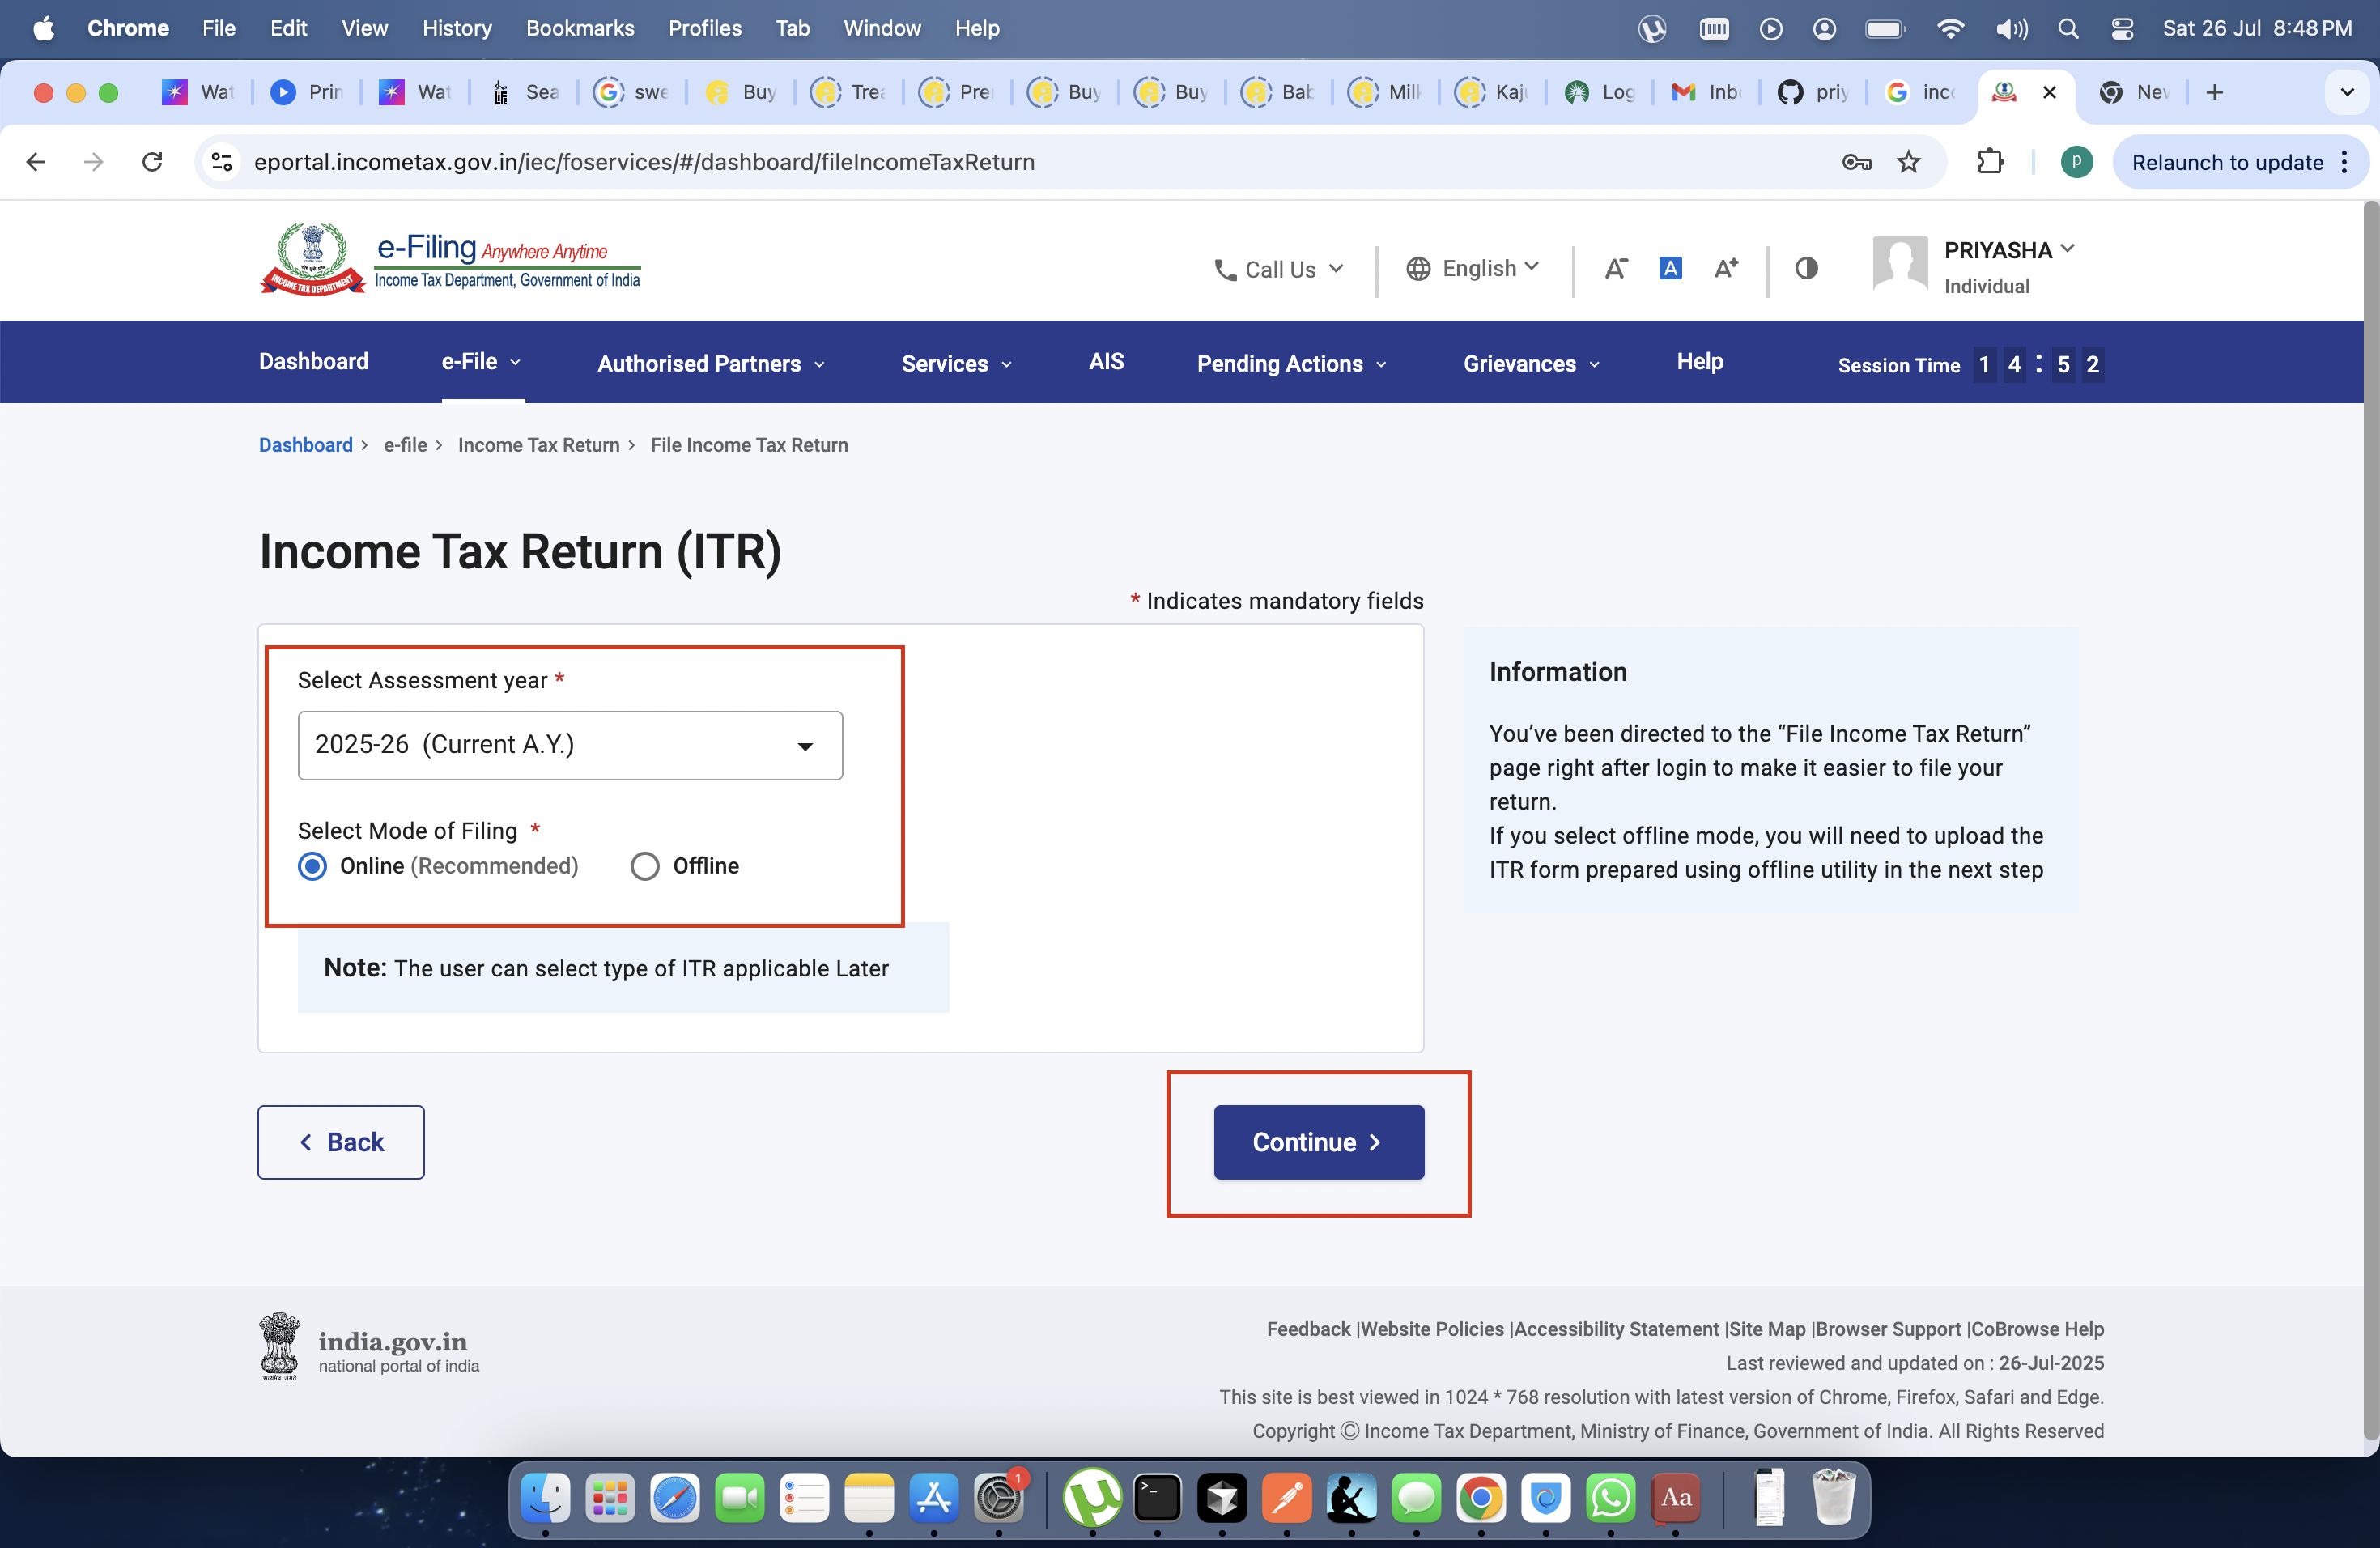 Chrome File Edit View History Bookmarks Profiles Tab Window Help Sat 26 Jul 8:48 PM
Wat Prin Wat Sea swe Buy Trea Pre Buy Buy Bab Milk Kaju Log Inb priy inco New
eportal.incometax.gov.in/iec/foservices/#/dashboard/fileIncomeTaxReturn P Relaunch to update
e-Filing Anywhere Anytime
Income Tax Department, Government of India
INCOME TAX DEPARTMENT
Call Us English A- A A+ PRIYASHA
Individual
Dashboard e-File Authorised Partners Services AIS Pending Actions Grievances Help Session Time 1 4 : 5 2
Dashboard > e-file > Income Tax Return > File Income Tax Return
Income Tax Return (ITR)
* Indicates mandatory fields
Select Assessment year *
2025-26 (Current A.Y.)
Select Mode of Filing *
Online (Recommended) Offline
Note: The user can select type of ITR applicable Later
Information
You’ve been directed to the “File Income Tax Return”
page right after login to make it easier to file your
return.
If you select offline mode, you will need to upload the
ITR form prepared using offline utility in the next step
< Back
Continue >
india.gov.in
national portal of india
सत्यमेव जयते
Feedback |Website Policies |Accessibility Statement |Site Map |Browser Support |CoBrowse Help
Last reviewed and updated on : 26-Jul-2025
This site is best viewed in 1024 * 768 resolution with latest version of Chrome, Firefox, Safari and Edge.
Copyright © Income Tax Department, Ministry of Finance, Government of India. All Rights Reserved
1
Aa